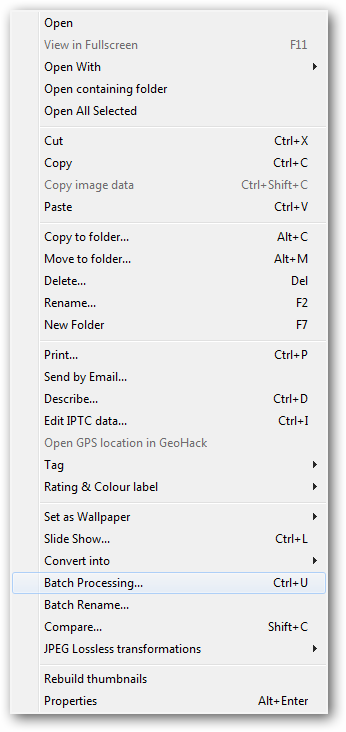 Open
View in Fullscreen F11
Open With
Open containing folder
Open All Selected
Cut Ctrl+X
Copy Ctrl+C
Copy image data Ctrl+Shift+C
Paste Ctrl+V
Copy to folder... Alt+C
Move to folder... Alt+M
Delete... Del
Rename... F2
New Folder F7
Print... Ctrl+P
Send by Email...
Describe... Ctrl+D
Edit IPTC data... Ctrl+I
Open GPS location in GeoHack
Tag
Rating & Colour label
Set as Wallpaper
Slide Show... Ctrl+L
Convert into
Batch Processing... Ctrl+U
Batch Rename...
Compare... Shift+C
JPEG Lossless transformations
Rebuild thumbnails
Properties Alt+Enter